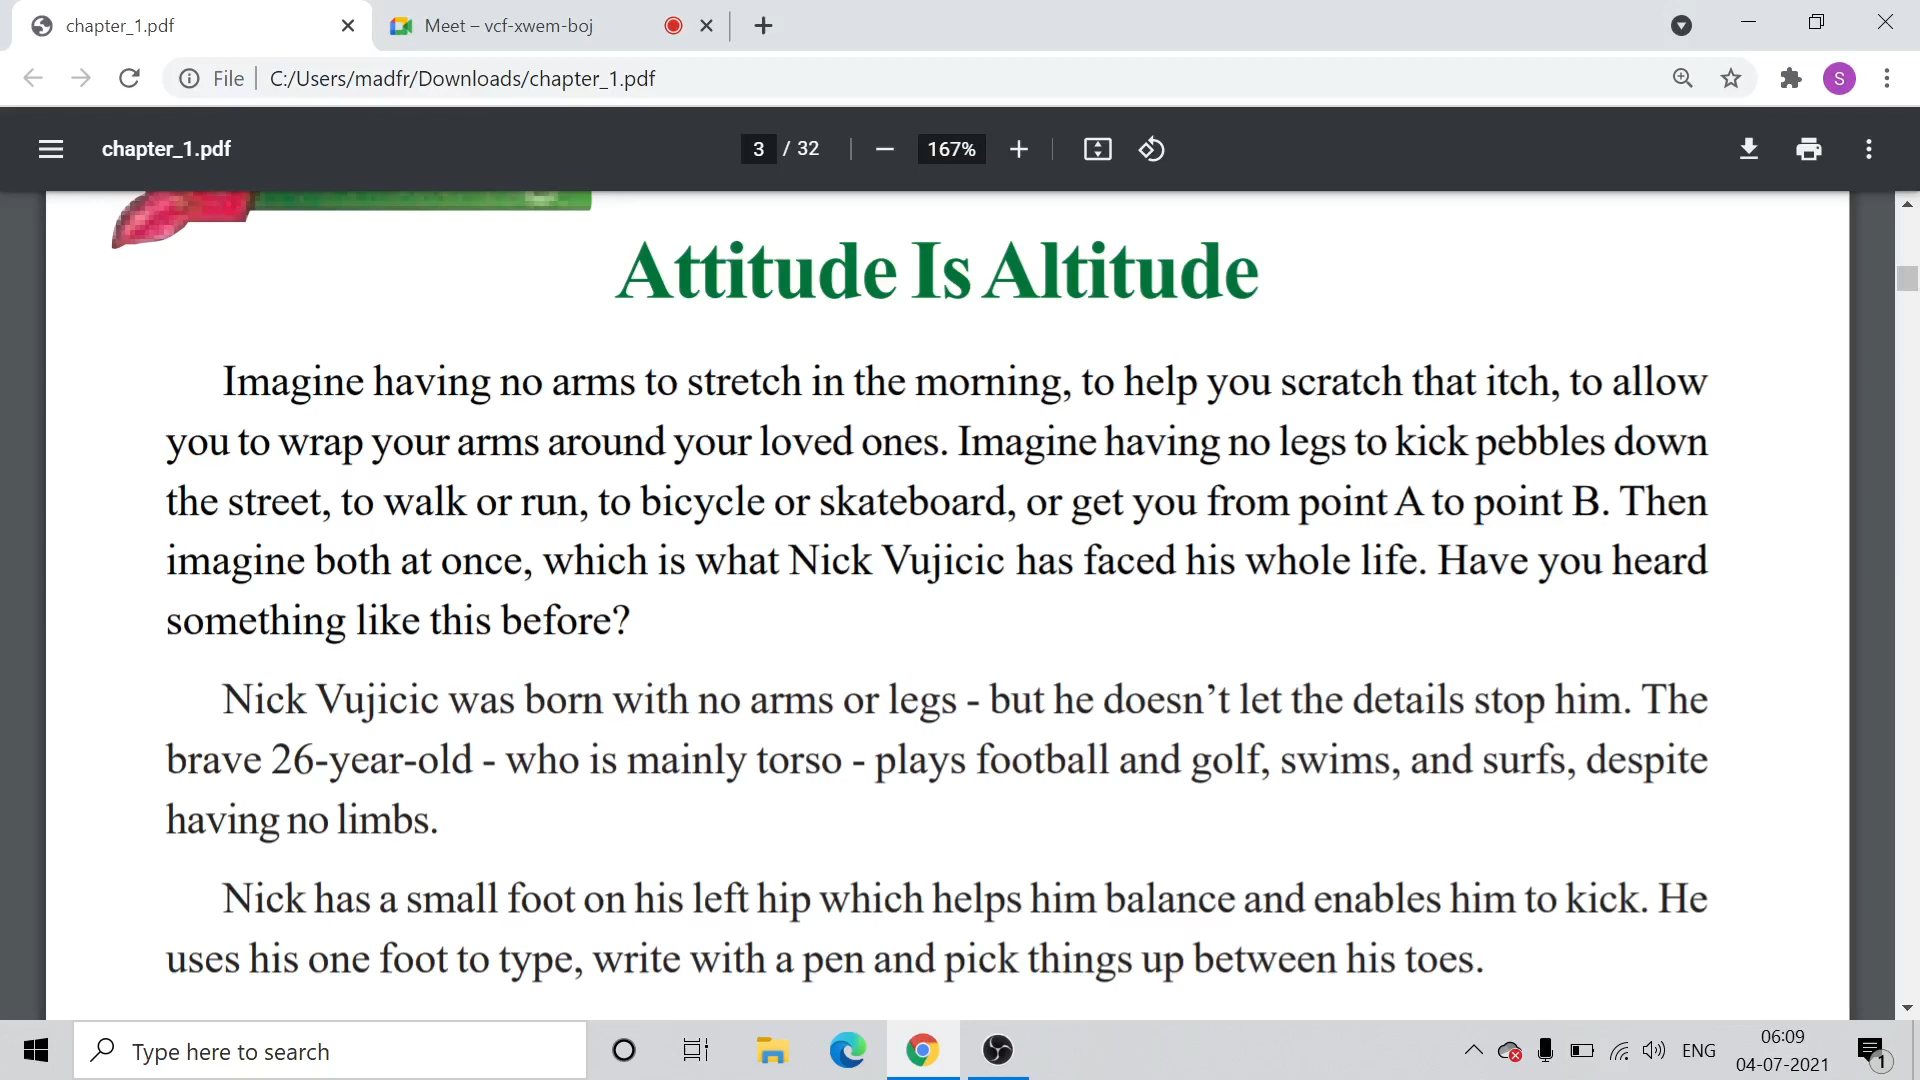 chapter_1.pdf
Meet – vcf-xwem-boj
File
C:/Users/madfr/Downloads/chapter_1.pdf
S
chapter_1.pdf
3 / 32
167%
Attitude Is Altitude
Imagine having no arms to stretch in the morning, to help you scratch that itch, to allow
you to wrap your arms around your loved ones. Imagine having no legs to kick pebbles down
the street, to walk or run, to bicycle or skateboard, or get you from point A to point B. Then
imagine both at once, which is what Nick Vujicic has faced his whole life. Have you heard
something like this before?
Nick Vujicic was born with no arms or legs - but he doesn’t let the details stop him. The
brave 26-year-old - who is mainly torso - plays football and golf, swims, and surfs, despite
having no limbs.
Nick has a small foot on his left hip which helps him balance and enables him to kick. He
uses his one foot to type, write with a pen and pick things up between his toes.
Type here to search
ENG
06:09
04-07-2021
1